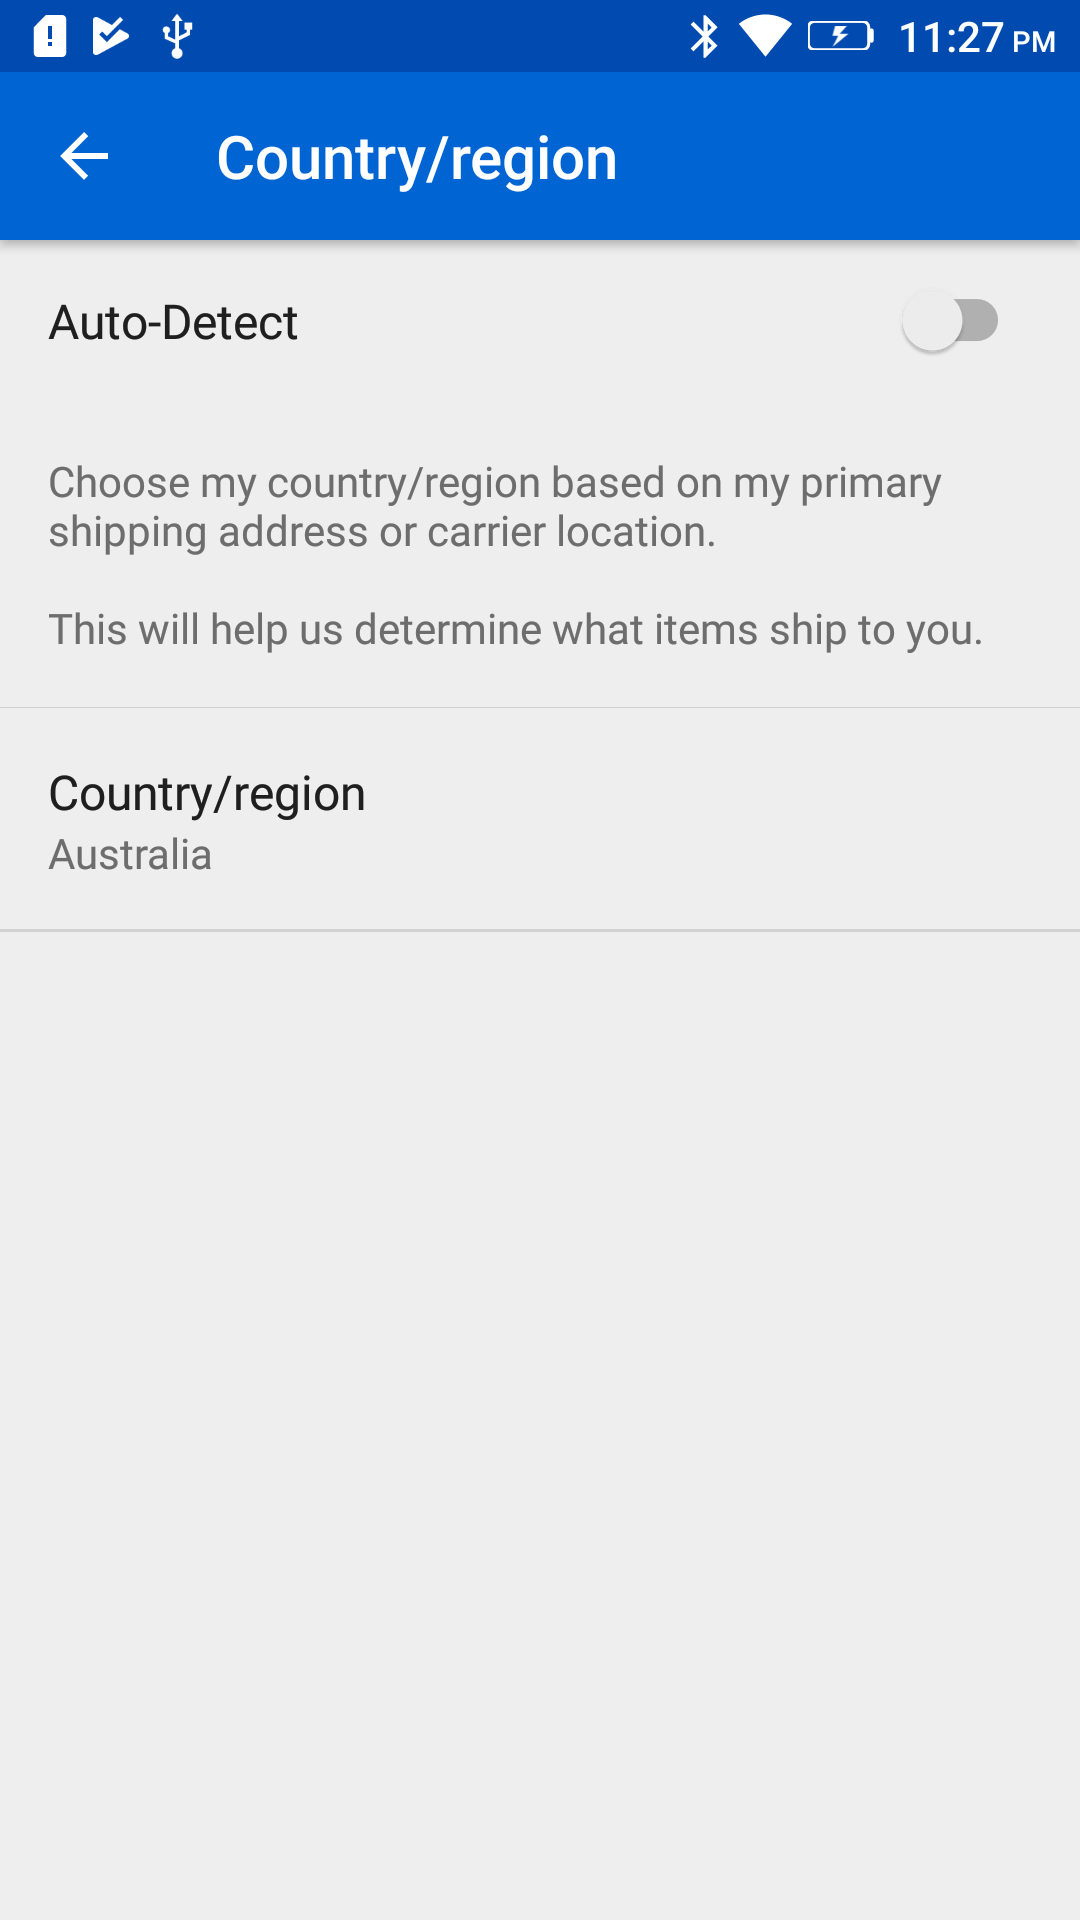 11:27 PM
Country/region
Auto-Detect
Choose my country/region based on my primary
shipping address or carrier location.
This will help us determine what items ship to you.
Country/region
Australia